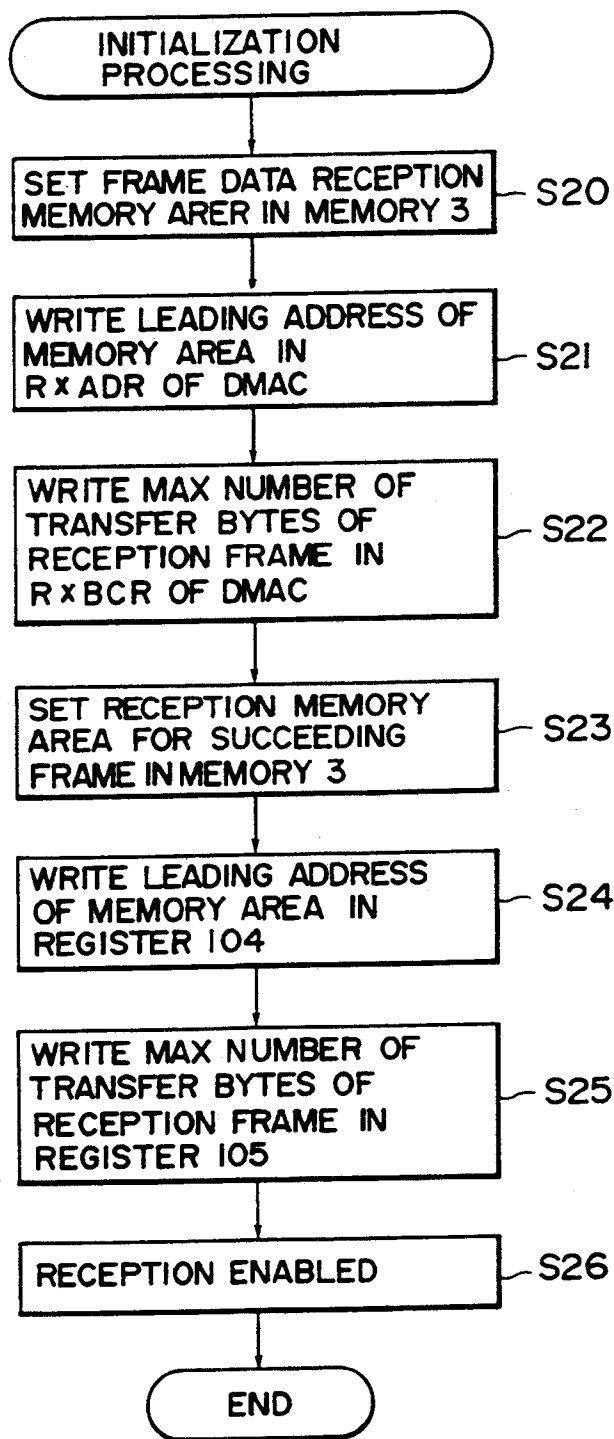 INITIALIZATION
PROCESSING
SET FRAME DATA RECEPTION
MEMORY ARER IN MEMORY 3
S20
WRITE LEADING ADDRESS OF
MEMORY AREA IN
R×ADR OF DMAC
S21
WRITE MAX NUMBER OF
TRANSFER BYTES OF
RECEPTION FRAME IN
R×BCR OF DMAC
S22
SET RECEPTION MEMORY
AREA FOR SUCCEEDING
FRAME IN MEMORY 3
S23
WRITE LEADING ADDRESS
OF MEMORY AREA IN
REGISTER 104
S24
WRITE MAX NUMBER OF
TRANSFER BYTES OF
RECEPTION FRAME IN
REGISTER 105
S25
RECEPTION ENABLED
S26
END